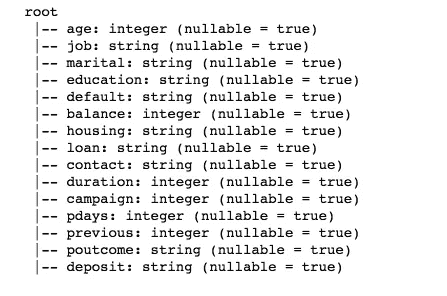 root
 |-- age: integer (nullable = true)
 |-- job: string (nullable = true)
 |-- marital: string (nullable = true)
 |-- education: string (nullable = true)
 |-- default: string (nullable = true)
 |-- balance: integer (nullable = true)
 |-- housing: string (nullable = true)
 |-- loan: string (nullable = true)
 |-- contact: string (nullable = true)
 |-- duration: integer (nullable = true)
 |-- campaign: integer (nullable = true)
 |-- pdays: integer (nullable = true)
 |-- previous: integer (nullable = true)
 |-- poutcome: string (nullable = true)
 |-- deposit: string (nullable = true)